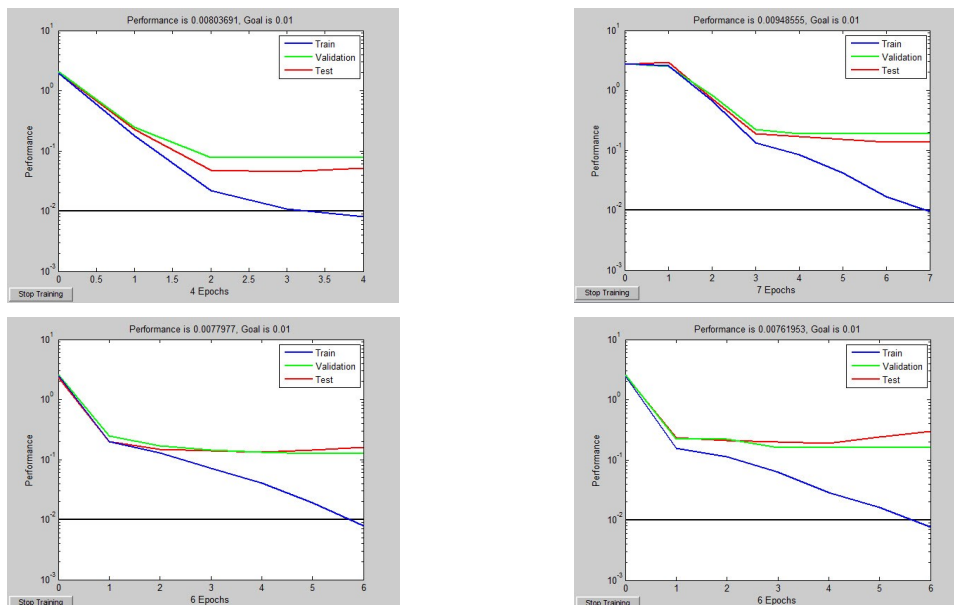 Performance is 0.00803691, Goal is 0.01
10^1
10^0
10^-1
10^-2
10^-3
Performance
Train
Validation
Test
0 0.5 1 1.5 2 2.5 3 3.5 4
4 Epochs
Stop Training
Performance is 0.00948555, Goal is 0.01
10^1
10^0
10^-1
10^-2
10^-3
Performance
Train
Validation
Test
0 1 2 3 4 5 6 7
7 Epochs
Stop Training
Performance is 0.0077977, Goal is 0.01
10^1
10^0
10^-1
10^-2
10^-3
Performance
Train
Validation
Test
0 1 2 3 4 5 6
6 Epochs
Stop Training
Performance is 0.00761953, Goal is 0.01
10^1
10^0
10^-1
10^-2
10^-3
Performance
Train
Validation
Test
0 1 2 3 4 5 6
6 Epochs
Stop Training